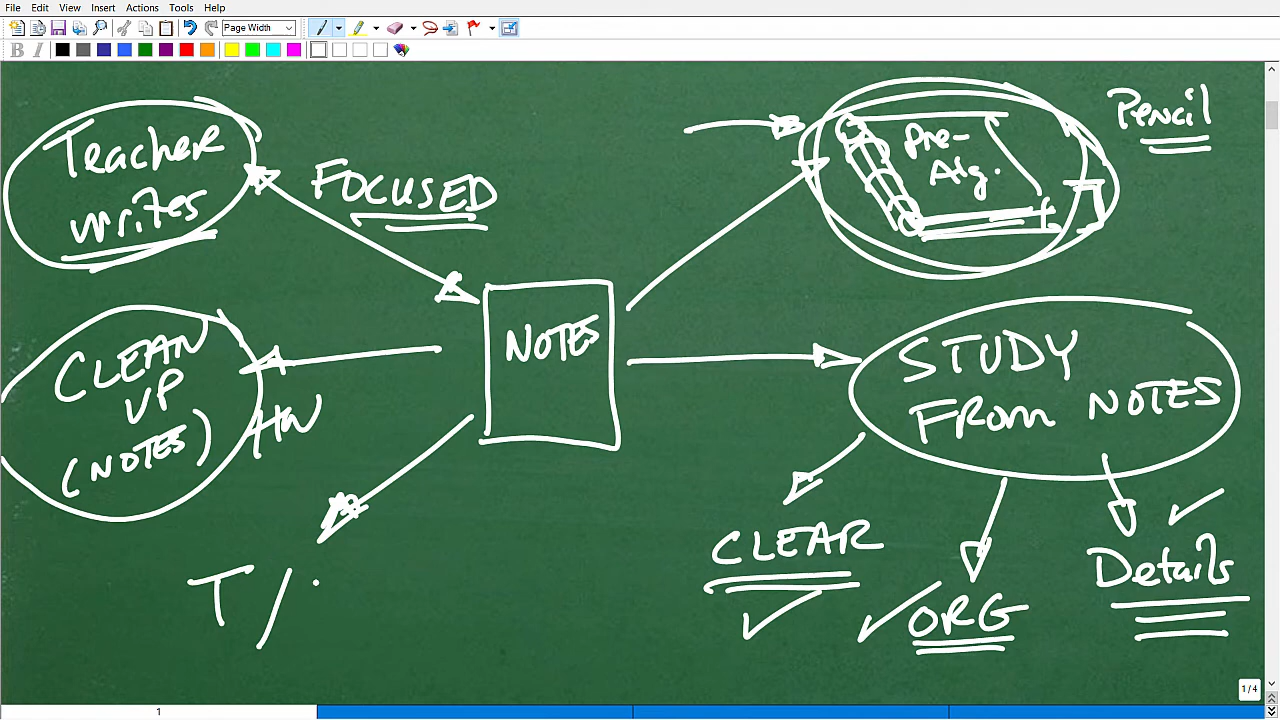 File Edit View Insert Actions Tools Help
Page Width
B I
Teacher
writes
FOCUSED
Pre-
Alg.
Pencil
NOTES
CLEAN
UP
(NOTES)
HW
STUDY
FROM NOTES
CLEAR
ORG
Details
T/
1/4
1